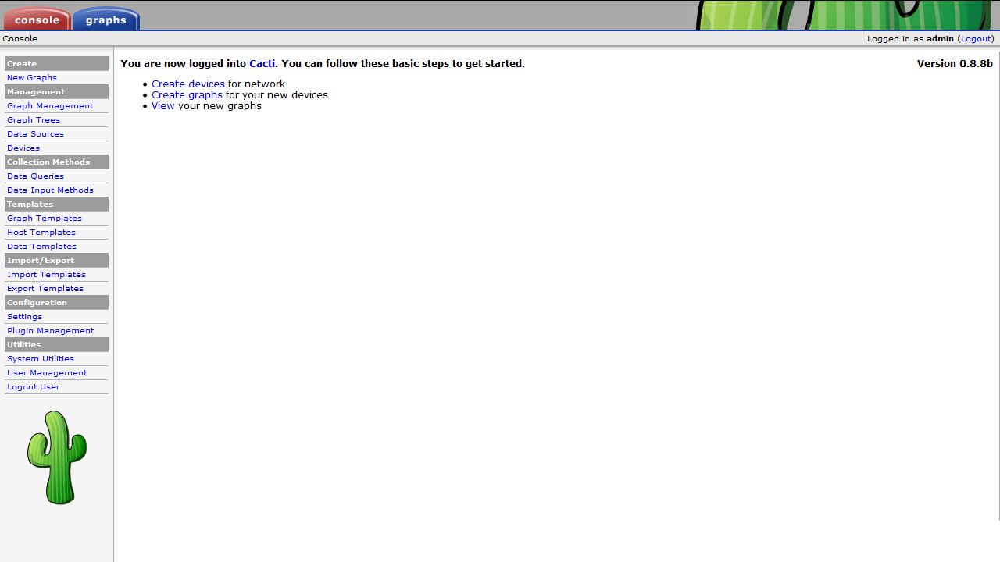 console graphs
Console
Logged in as admin (Logout)
Create
New Graphs
Management
Graph Management
Graph Trees
Data Sources
Devices
Collection Methods
Data Queries
Data Input Methods
Templates
Graph Templates
Host Templates
Data Templates
Import/Export
Import Templates
Export Templates
Configuration
Settings
Plugin Management
Utilities
System Utilities
User Management
Logout User
You are now logged into Cacti. You can follow these basic steps to get started.
Version 0.8.8b
• Create devices for network
• Create graphs for your new devices
• View your new graphs